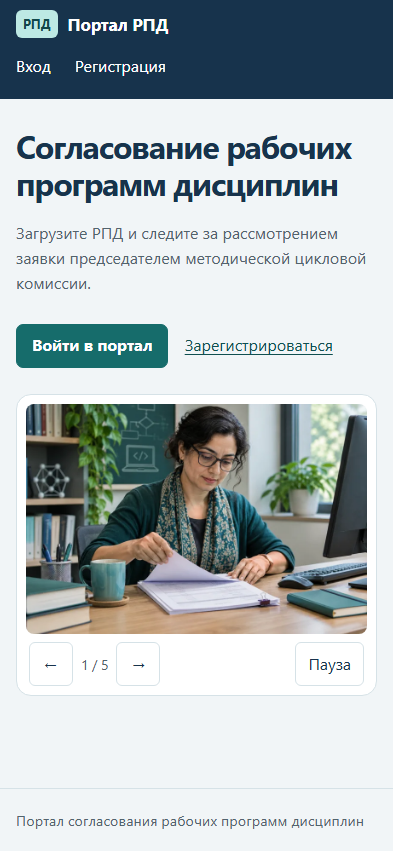 РПД Портал РПД
Вход Регистрация
Согласование рабочих
программ дисциплин
Загрузите РПД и следите за рассмотрением
заявки председателем методической цикловой
комиссии.
Войти в портал Зарегистрироваться
← 1 / 5 → Пауза
Портал согласования рабочих программ дисциплин